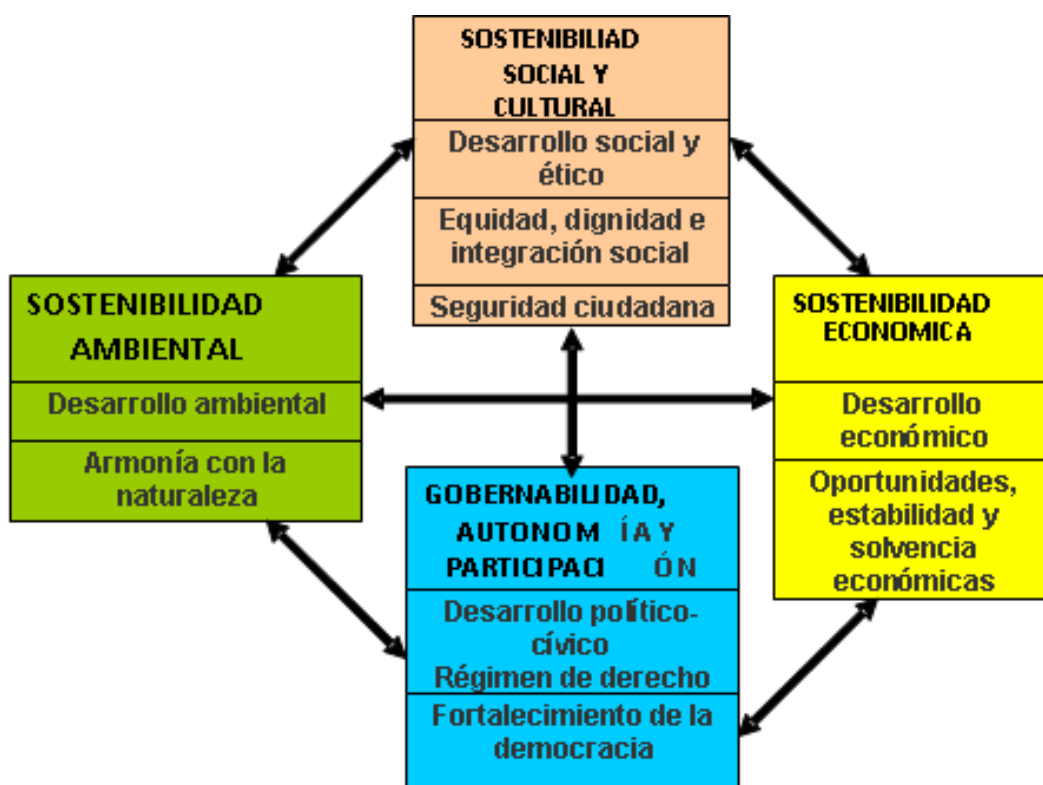 SOSTENIBILIAD
SOCIAL Y
CULTURAL
Desarrollo social y
ético
Equidad, dignidad e
integración social
Seguridad ciudadana
SOSTENIBILIDAD
AMBIENTAL
Desarrollo ambiental
Armonía con la
naturaleza
SOSTENIBILIDAD
ECONOMICA
Desarrollo
económico
Oportunidades,
estabilidad y
solvencia
económicas
GOBERNABILIDAD,
AUTONOM ÍA Y
PARTICIPACI ÓN
Desarrollo político-
cívico
Régimen de derecho
Fortalecimiento de la
democracia